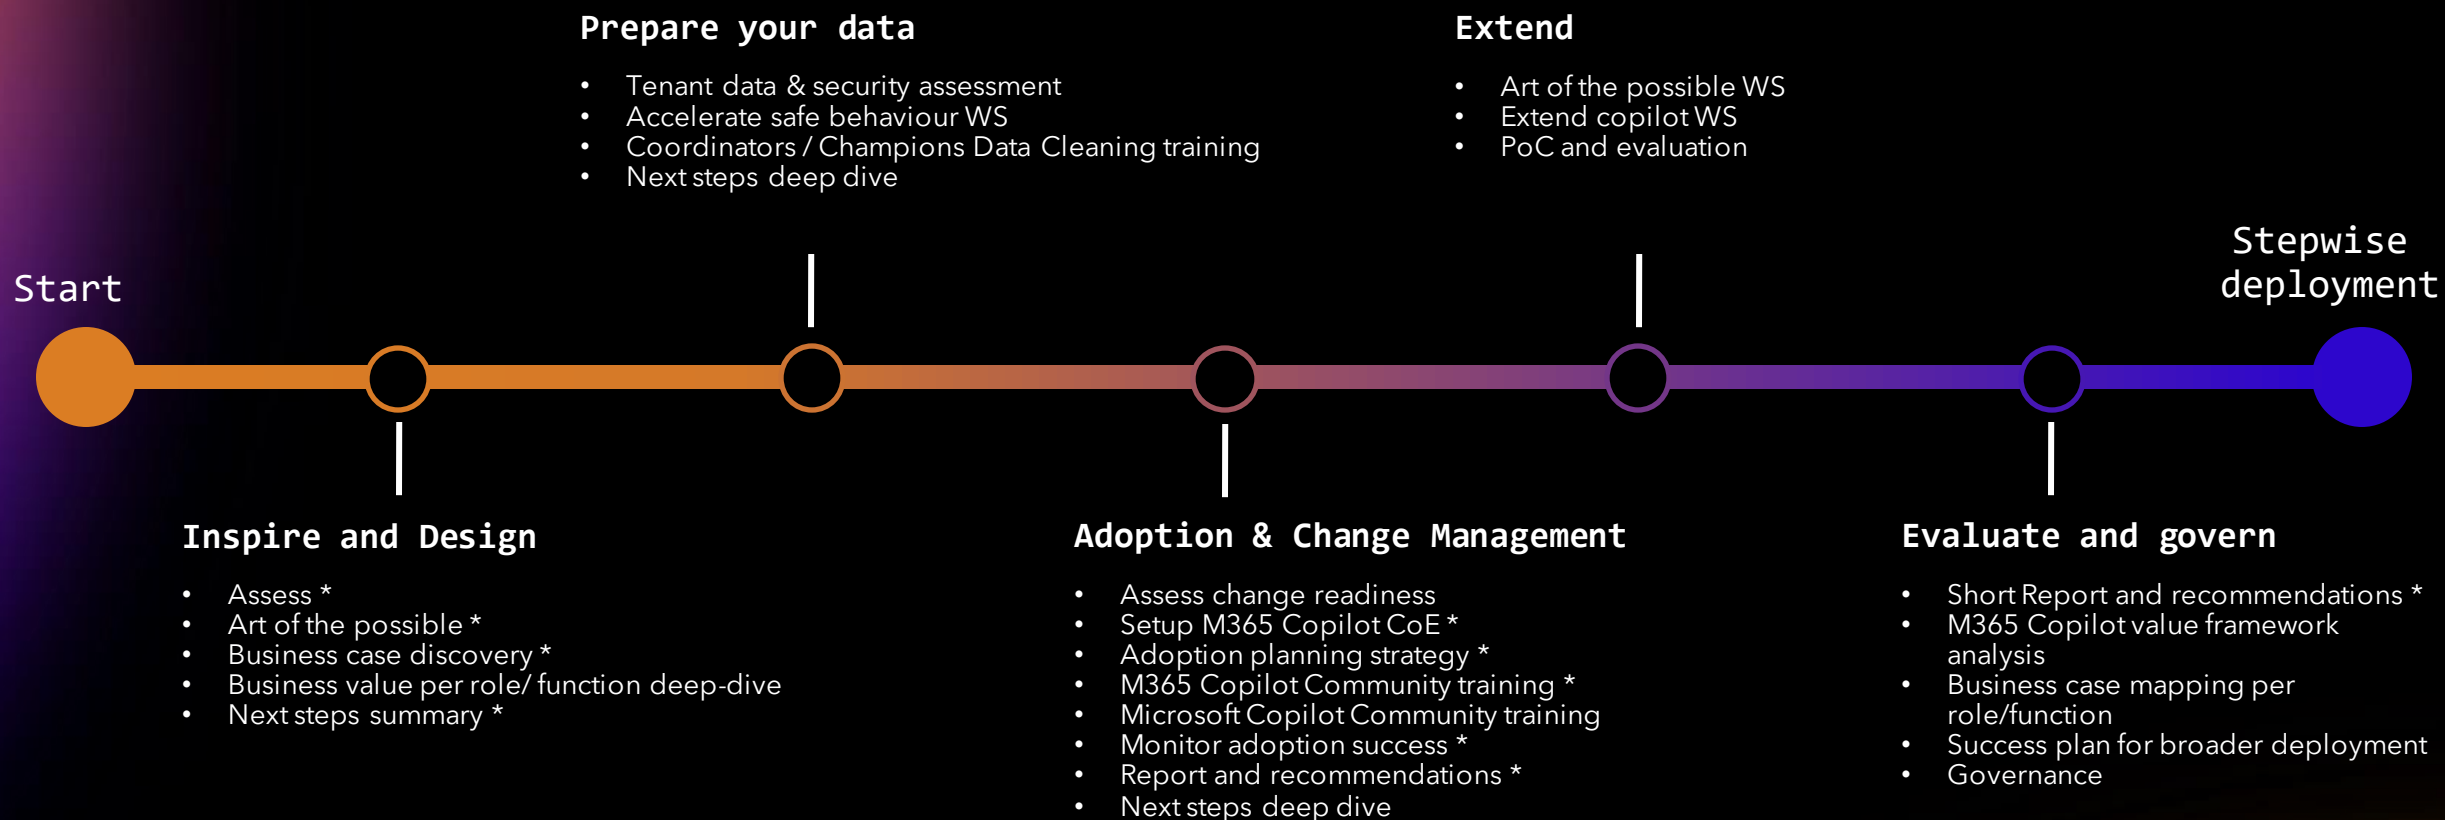 Prepare your data
• Tenant data & security assessment
• Accelerate safe behaviour WS
• Coordinators / Champions Data Cleaning training
• Next steps deep dive
Extend
• Art of the possible WS
• Extend copilot WS
• PoC and evaluation
Start
Stepwise
deployment
Inspire and Design
• Assess *
• Art of the possible *
• Business case discovery *
• Business value per role/ function deep-dive
• Next steps summary *
Adoption & Change Management
• Assess change readiness
• Setup M365 Copilot CoE *
• Adoption planning strategy *
• M365 Copilot Community training *
• Microsoft Copilot Community training
• Monitor adoption success *
• Report and recommendations *
• Next steps deep dive
Evaluate and govern
• Short Report and recommendations *
• M365 Copilot value framework
analysis
• Business case mapping per
role/function
• Success plan for broader deployment
• Governance